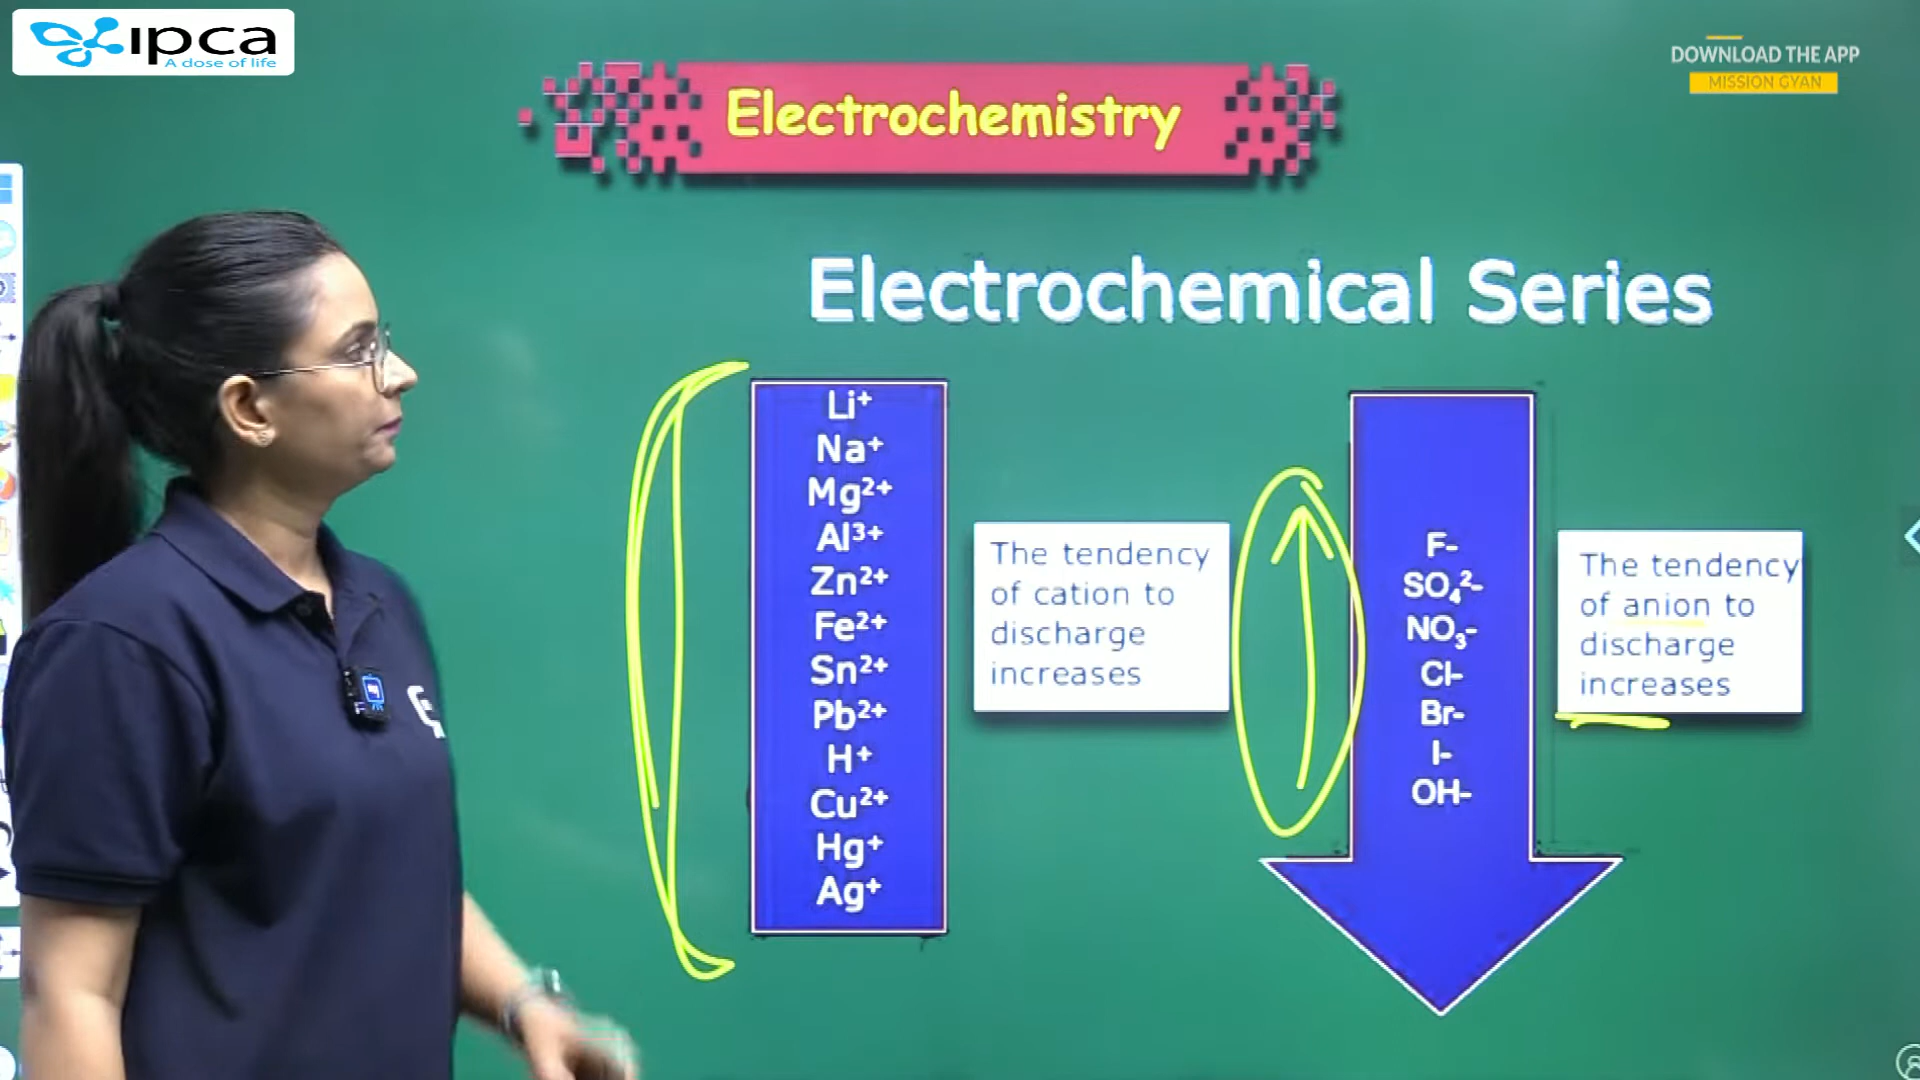 ipca
A dose of life
DOWNLOAD THE APP
MISSION GYAN
Electrochemistry
Electrochemical Series
Li⁺
Na⁺
Mg²⁺
Al³⁺
Zn²⁺
Fe²⁺
Sn²⁺
Pb²⁺
H⁺
Cu²⁺
Hg⁺
Ag⁺
The tendency
of cation to
discharge
increases
F-
SO₄²-
NO₃-
Cl-
Br-
I-
OH-
The tendency
of anion to
discharge
increases